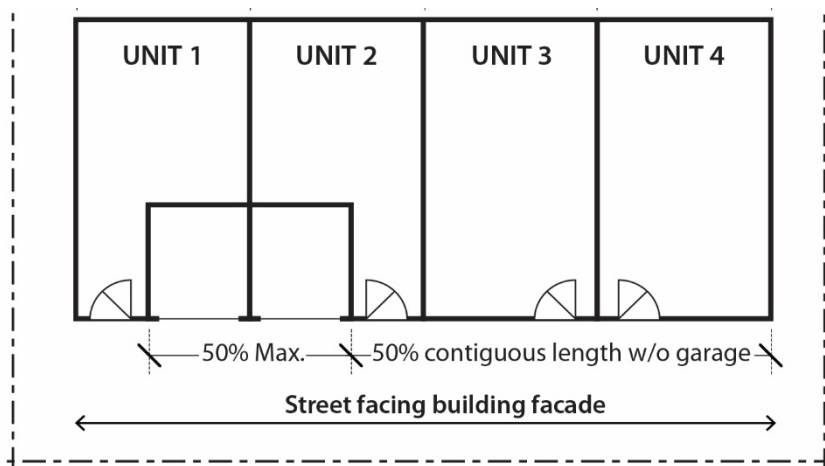 UNIT 1 UNIT 2 UNIT 3 UNIT 4
50% Max. 50% contiguous length w/o garage
Street facing building facade